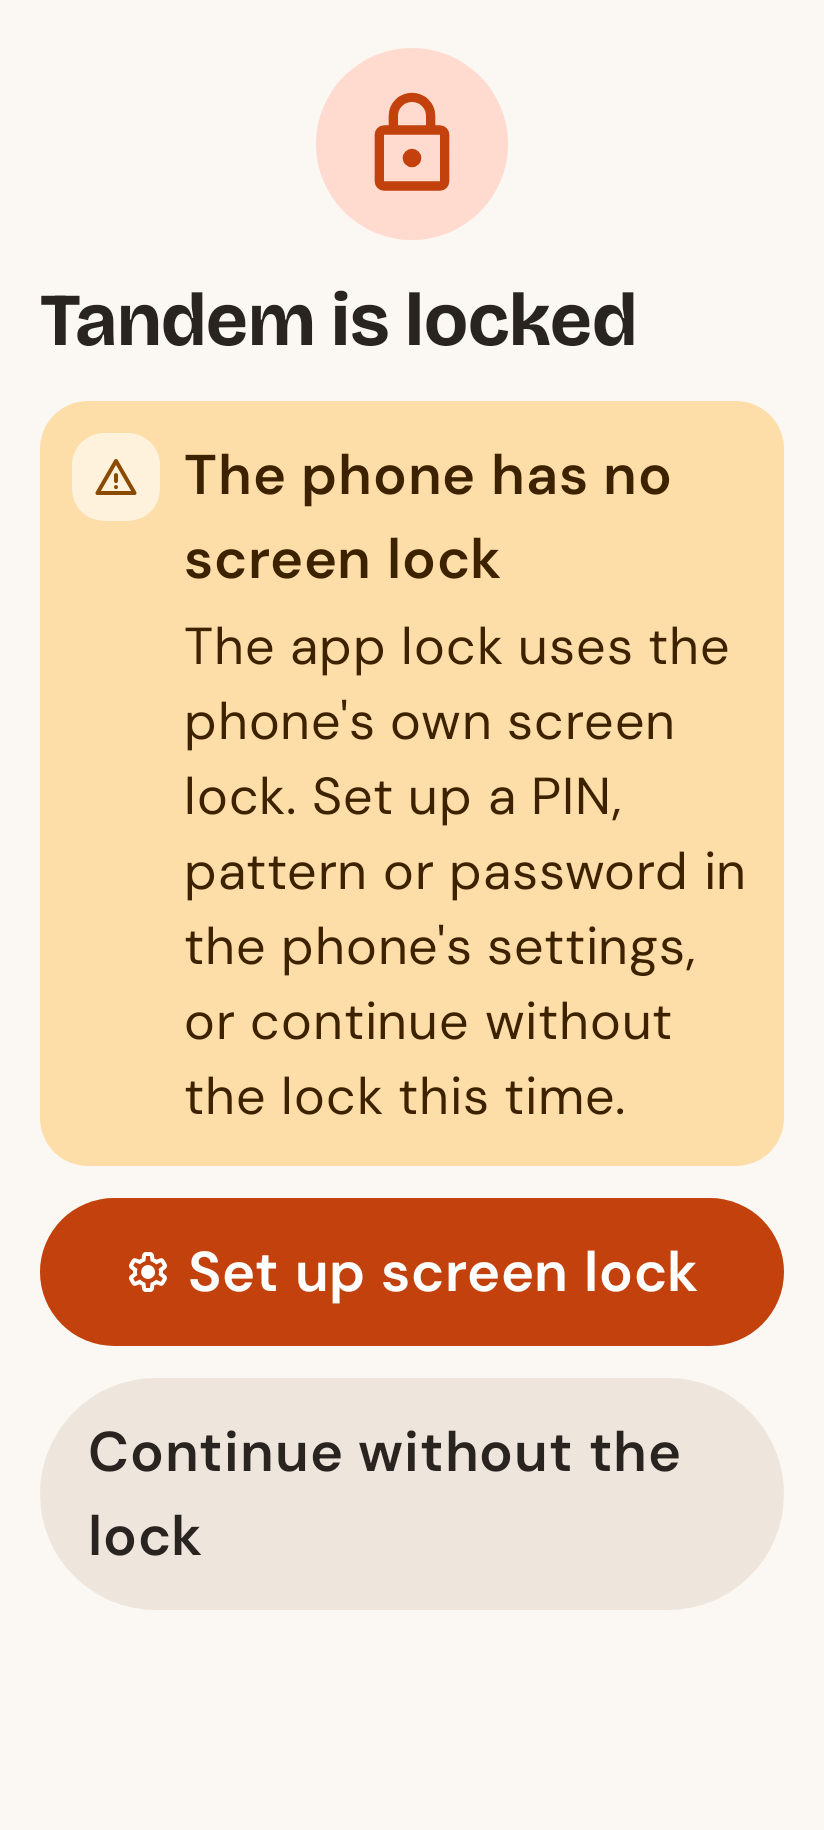 Tandem is locked
The phone has no
screen lock
The app lock uses the
phone's own screen
lock. Set up a PIN,
pattern or password in
the phone's settings,
or continue without
the lock this time.
Set up screen lock
Continue without the
lock